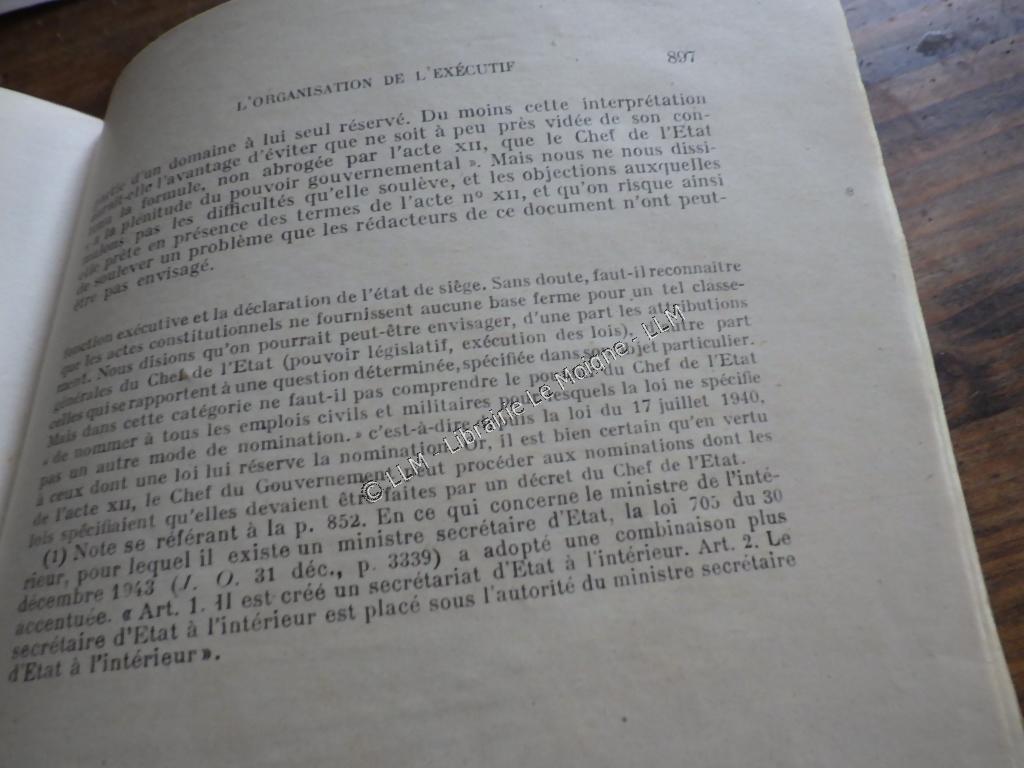 L'ORGANISATION DE L'EXÉCUTIF 897
d'un domaine à lui seul réservé. Du moins cette interprétation
l'avantage d'éviter que ne soit à peu près vidée de son con-
la formule, non abrogée par l'acte XII, que le Chef de l'Etat
« a la plénitude du pouvoir gouvernemental ». Mais nous ne nous dissi-
mulons pas les difficultés qu'elle soulève, et les objections auxquelles
elle prête en présence des termes de l'acte n° XII, et qu'on risque ainsi
de soulever un problème que les rédacteurs de ce document n'ont peut-
être pas envisagé.
fonction exécutive et la déclaration de l'état de siège. Sans doute, faut-il reconnaître
que les actes constitutionnels ne fournissent aucune base ferme pour un tel classe-
ment. Nous disions qu'on pourrait peut-être envisager, d'une part les attributions
générales du Chef de l'Etat (pouvoir législatif, exécution des lois), d'autre part
celles qui se rapportent à une question déterminée, spécifiée dans son objet particulier.
Mais dans cette catégorie ne faut-il pas comprendre le pouvoir du Chef de l'Etat
« de nommer à tous les emplois civils et militaires pour lesquels la loi ne spécifie
pas un autre mode de nomination. » c'est-à-dire dans la loi du 17 juillet 1940,
à ceux dont une loi lui réserve la nomination. Or, il est bien certain qu'en vertu
de l'acte XII, le Chef du Gouvernement peut procéder aux nominations dont les
lois spécifiaient qu'elles devaient être faites par un décret du Chef de l'Etat.
(1) Note se référant à la p. 852. En ce qui concerne le ministre de l'inté-
rieur, pour lequel il existe un ministre secrétaire d'Etat, la loi 705 du 30
décembre 1943 (J. O. 31 déc., p. 3339) a adopté une combinaison plus
accentuée. « Art. 1. Il est créé un secrétariat d'Etat à l'intérieur. Art. 2. Le
secrétaire d'Etat à l'intérieur est placé sous l'autorité du ministre secrétaire
d'Etat à l'intérieur ».
© LLM - Librairie Le Moigne - LLM